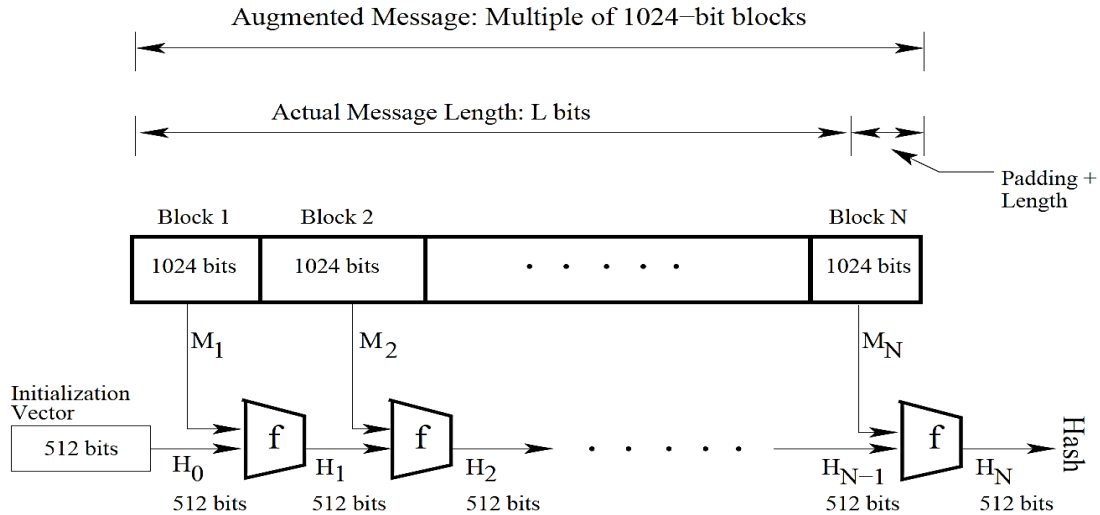 Augmented Message: Multiple of 1024−bit blocks
Actual Message Length: L bits
Padding +
Length
Block 1
Block 2
Block N
1024 bits
1024 bits
. . . . .
1024 bits
M1
M2
MN
Initialization
Vector
512 bits
f
f
. . . . .
f
Hash
H0
H1
H2
HN−1
HN
512 bits
512 bits
512 bits
512 bits
512 bits